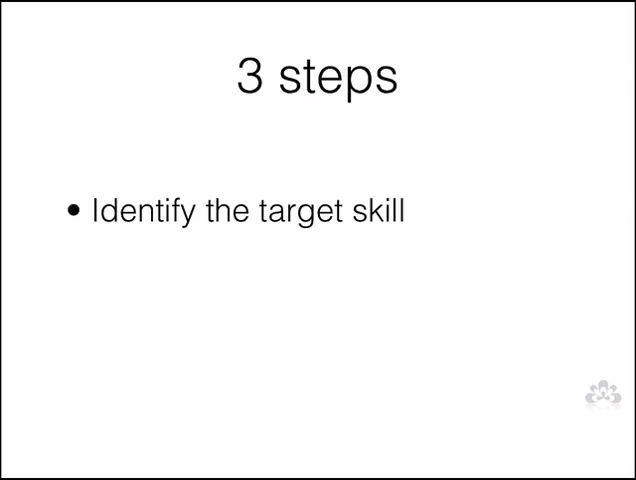 3 steps
• Identify the target skill